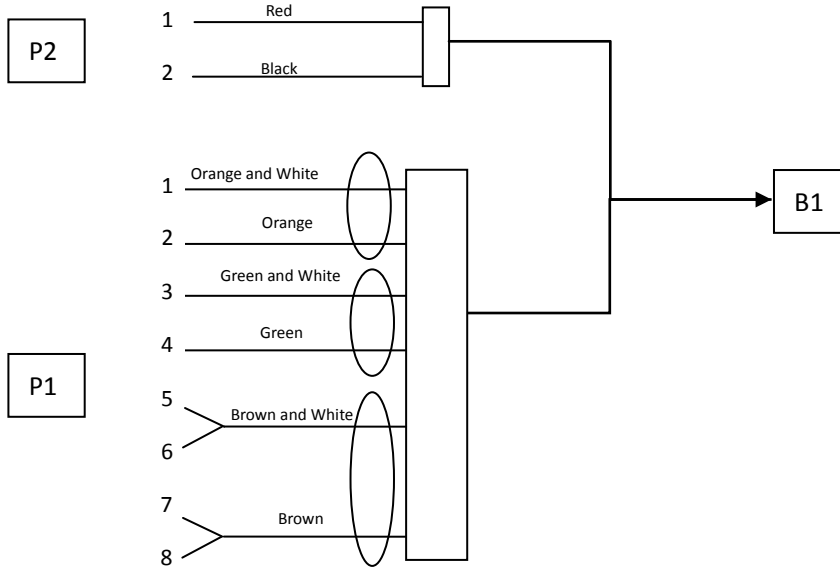 P2
1 Red
2 Black
B1
P1
1 Orange and White
2 Orange
3 Green and White
4 Green
5
Brown and White
6
7
Brown
8